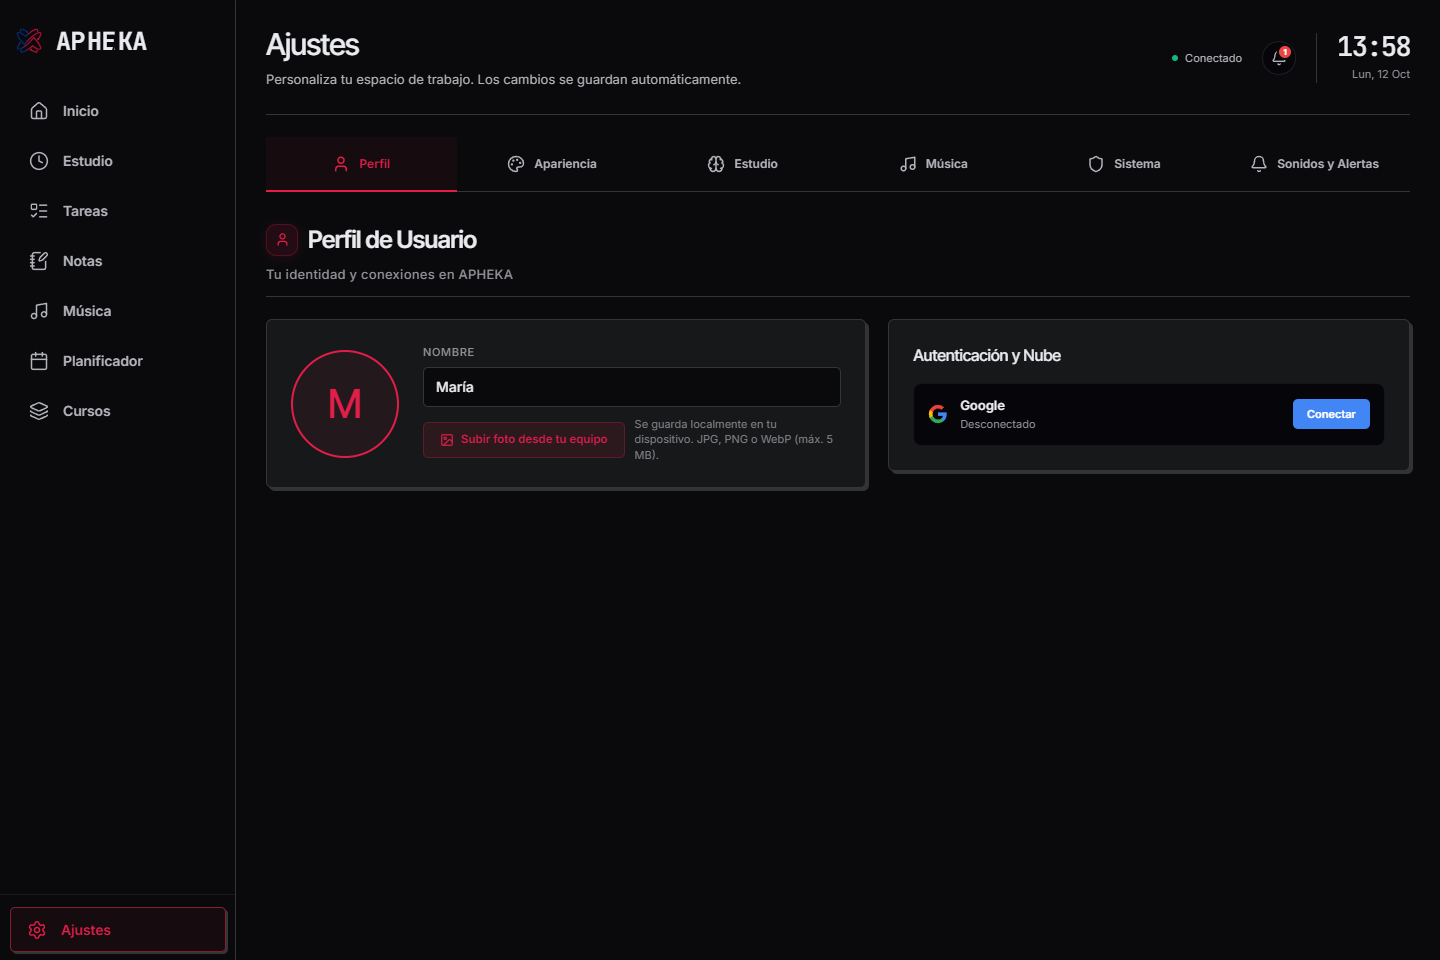 APHEKA
Inicio
Estudio
Tareas
Notas
Música
Planificador
Cursos
Ajustes
Ajustes
Personaliza tu espacio de trabajo. Los cambios se guardan automáticamente.
Conectado
1
13:58
Lun, 12 Oct
Perfil
Apariencia
Estudio
Música
Sistema
Sonidos y Alertas
Perfil de Usuario
Tu identidad y conexiones en APHEKA
M
NOMBRE
María
Subir foto desde tu equipo
Se guarda localmente en tu
dispositivo. JPG, PNG o WebP (máx. 5
MB).
Autenticación y Nube
Google
Desconectado
Conectar